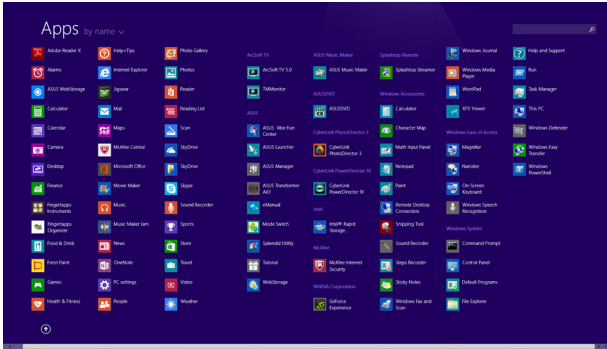 Apps by name
Adobe Reader X
Alarms
ASUS WebStorage
Calculator
Calendar
Camera
Desktop
Finance
Fingertapps
Instruments
Fingertapps
Organizer
Food & Drink
Fresh Paint
Games
Health & Fitness
Help+Tips
Internet Explorer
Jigswar
Mail
Maps
McAfee Central
Microsoft Office
Movie Maker
Music
Music Maker Jam
News
OneNote
PC settings
People
Photo Gallery
Photos
Reader
Reading List
Scan
SkyDrive
SkyDrive
Skype
Sound Recorder
Sports
Store
Travel
Video
Weather
ArcSoft TV
ArcSoft TV 5.0
TMMonitor
ASUS
ASUS Vibe Fun
Center
ASUS Launcher
ASUS Manager
ASUS Transformer
AiO
eManual
Mode Switch
Splendid Utility
Tutorial
WebStorage
ASUS Music Maker
ASUS Music Maker
ASUSDVD
ASUSDVD
CyberLink PhotoDirector 3
CyberLink
PhotoDirector 3
CyberLink PowerDirector 10
CyberLink
PowerDirector 10
Intel
Intel® Rapid
Storage...
McAfee
McAfee Internet
Security
NVIDIA Corporation
GeForce
Experience
Splashtop Remote
Splashtop Streamer
Windows Accessories
Calculator
Character Map
Math Input Panel
Notepad
Paint
Remote Desktop
Connection
Snipping Tool
Sound Recorder
Steps Recorder
Sticky Notes
Windows Fax and
Scan
Windows Journal
Windows Media
Player
WordPad
XPS Viewer
Windows Ease of Access
Magnifier
Narrator
On-Screen
Keyboard
Windows Speech
Recognition
Windows System
Command Prompt
Control Panel
Default Programs
File Explorer
Help and Support
Run
Task Manager
This PC
Windows Defender
Windows Easy
Transfer
Windows
PowerShell